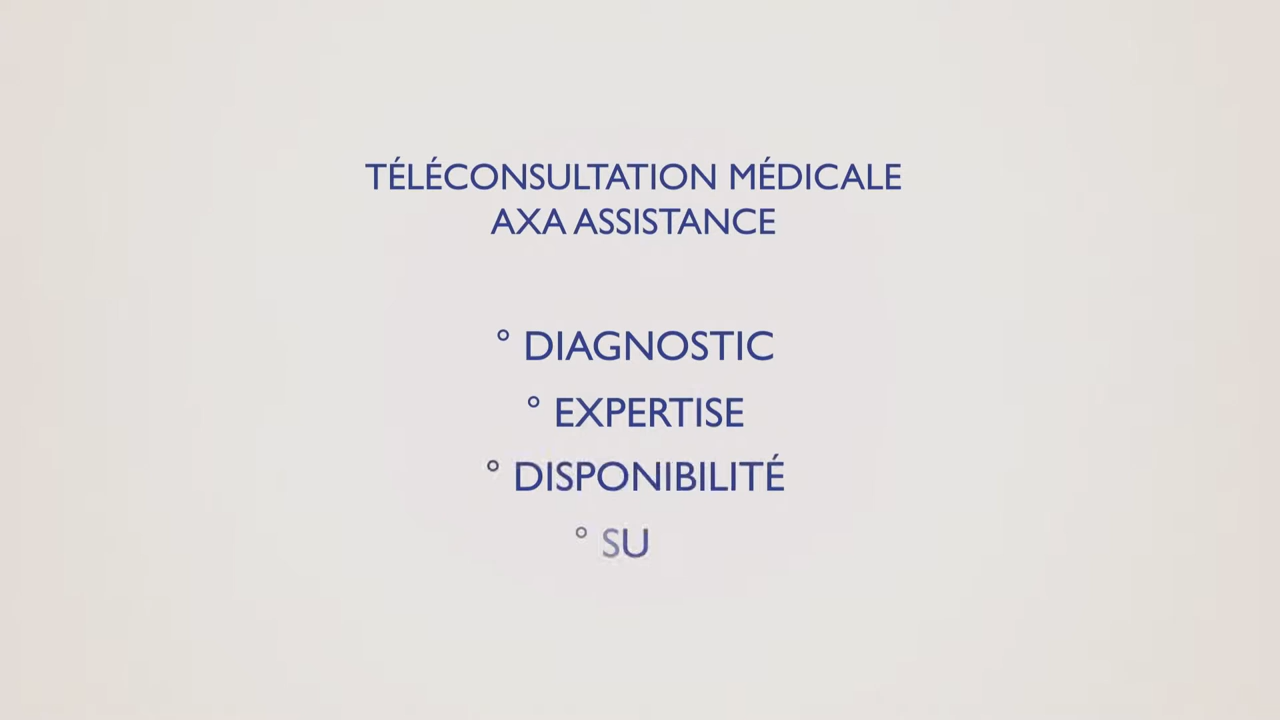 TÉLÉCONSULTATION MÉDICALE
AXA ASSISTANCE
° DIAGNOSTIC
° EXPERTISE
° DISPONIBILITÉ
° SU